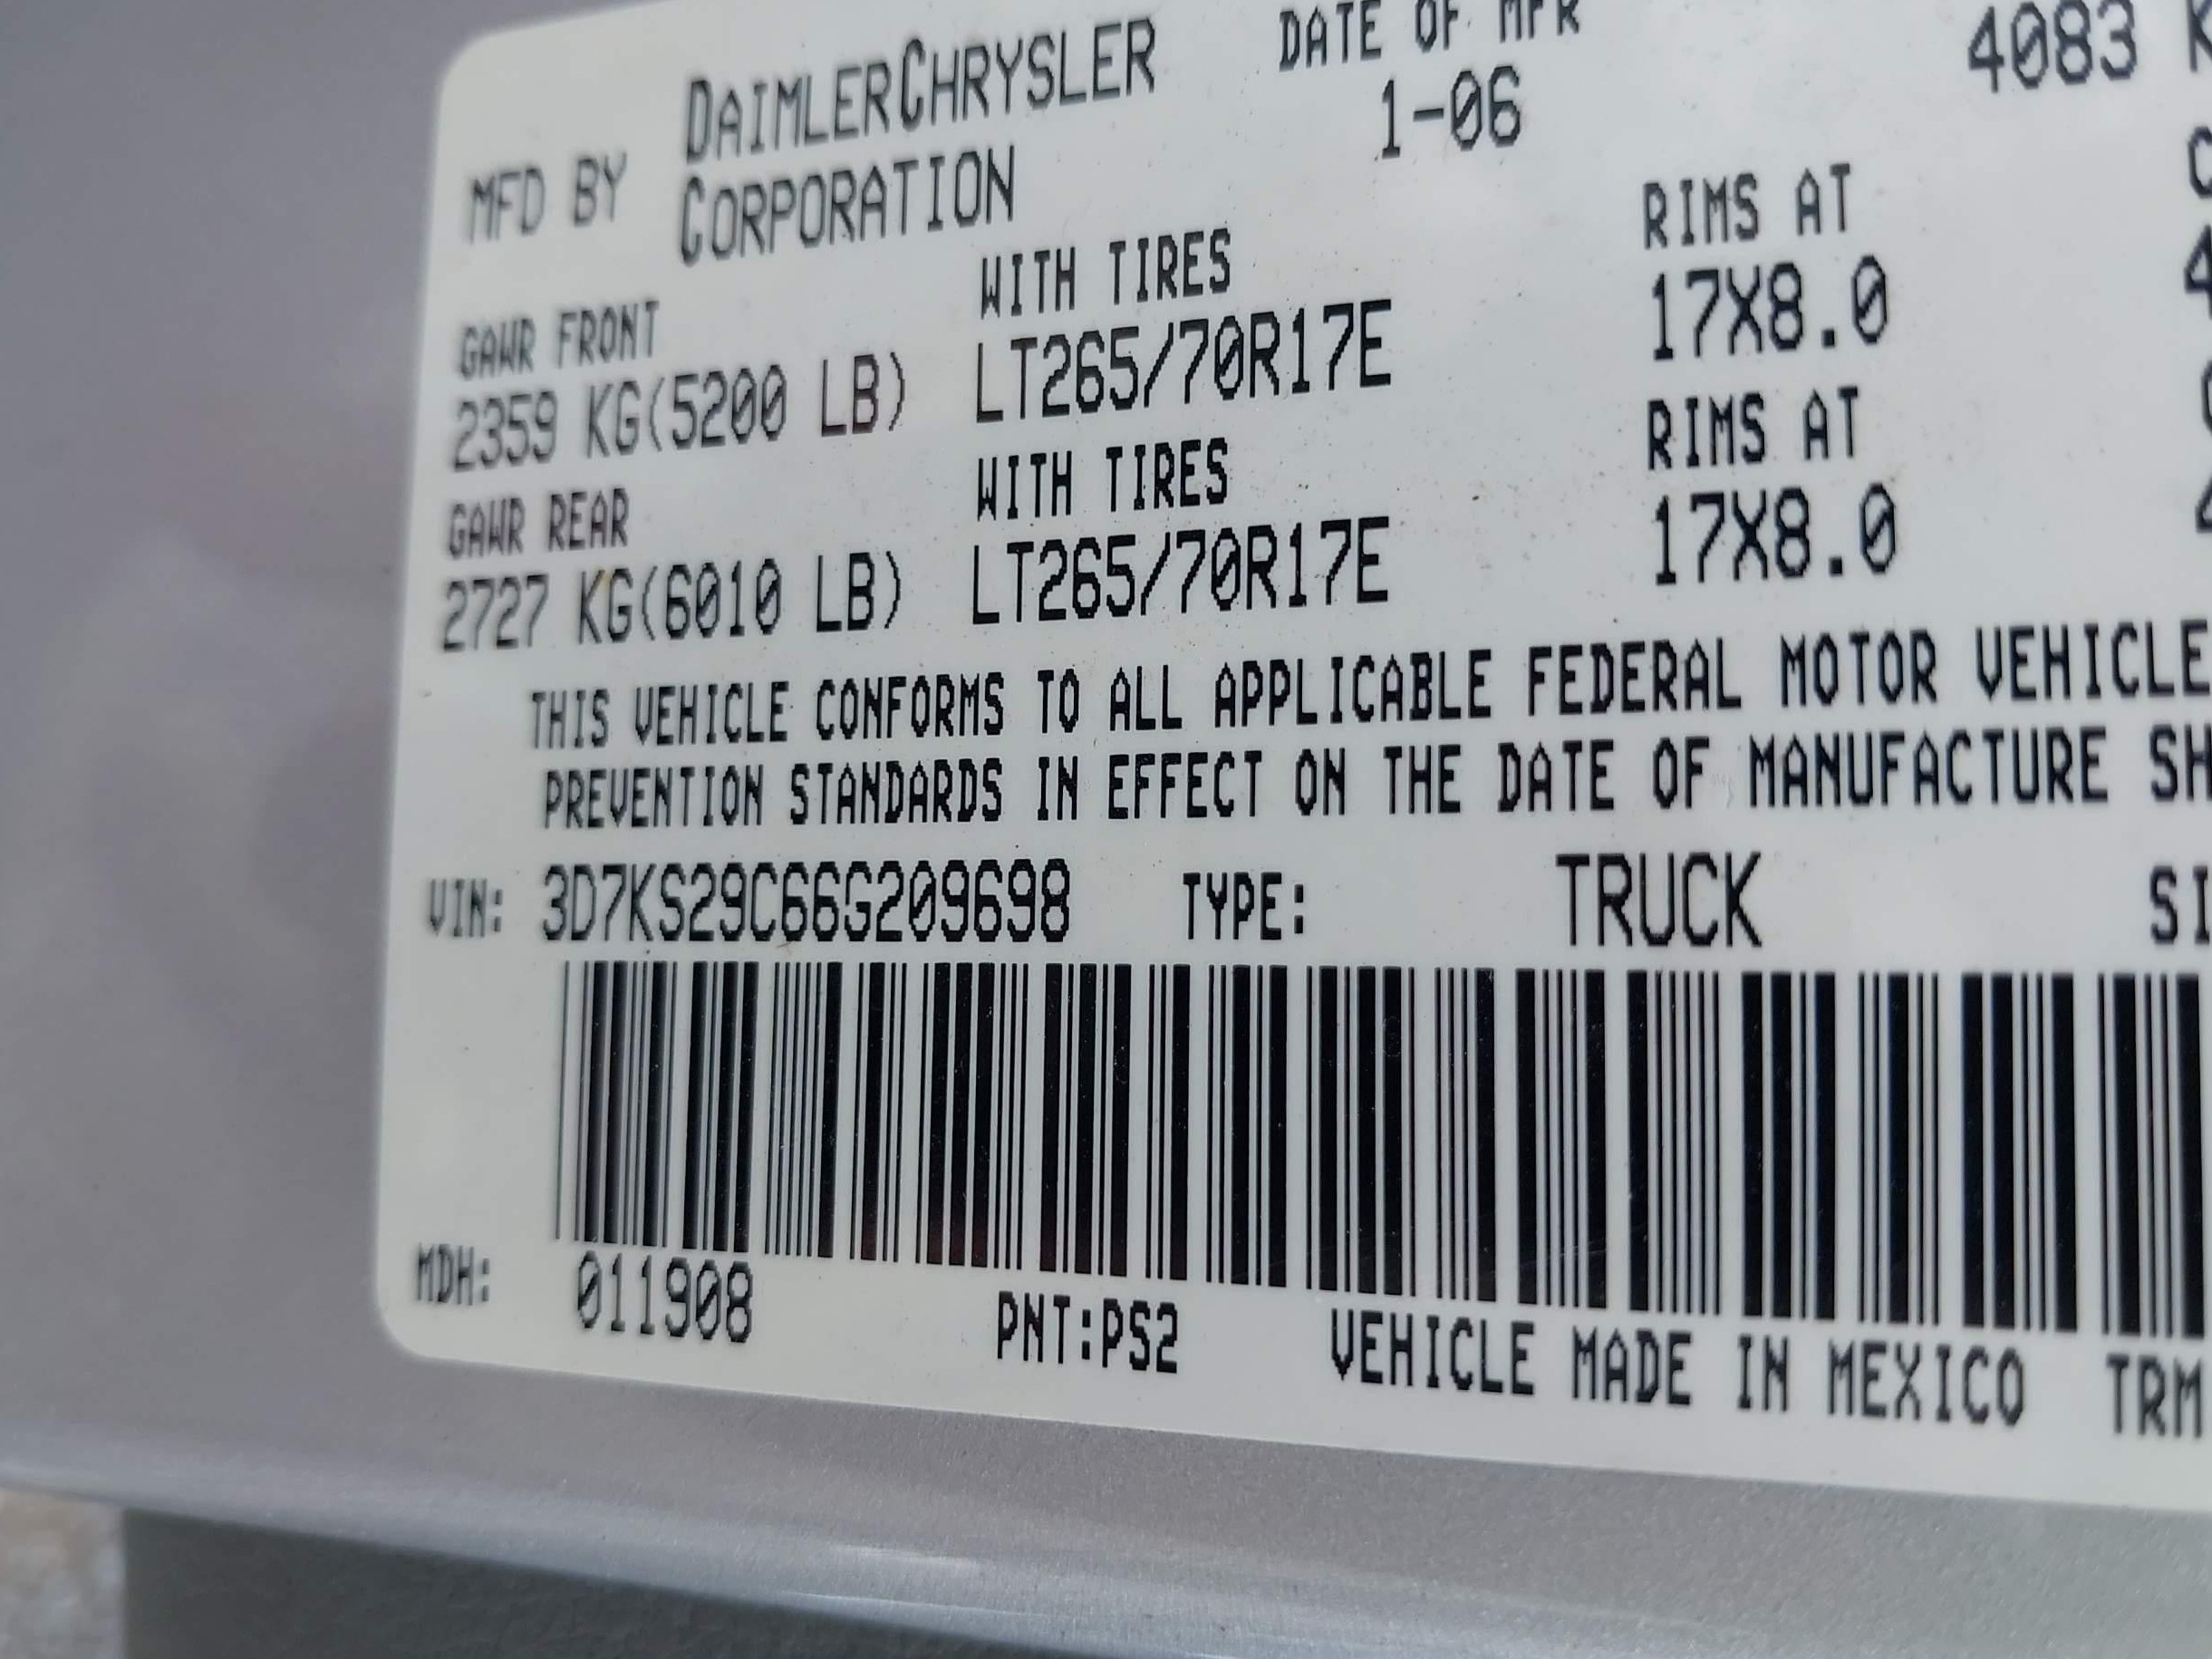 MFD BY DAIMLERCHRYSLER CORPORATION
DATE OF MFR
1-06
4083 K
GAWR FRONT WITH TIRES RIMS AT
2359 KG(5200 LB) LT265/70R17E 17X8.0
GAWR REAR WITH TIRES RIMS AT
2727 KG(6010 LB) LT265/70R17E 17X8.0
THIS VEHICLE CONFORMS TO ALL APPLICABLE FEDERAL MOTOR VEHICLE
PREVENTION STANDARDS IN EFFECT ON THE DATE OF MANUFACTURE SH
VIN: 3D7KS29C66G209698 TYPE: TRUCK SI
MDH: 011908 PNT:PS2 VEHICLE MADE IN MEXICO TRM